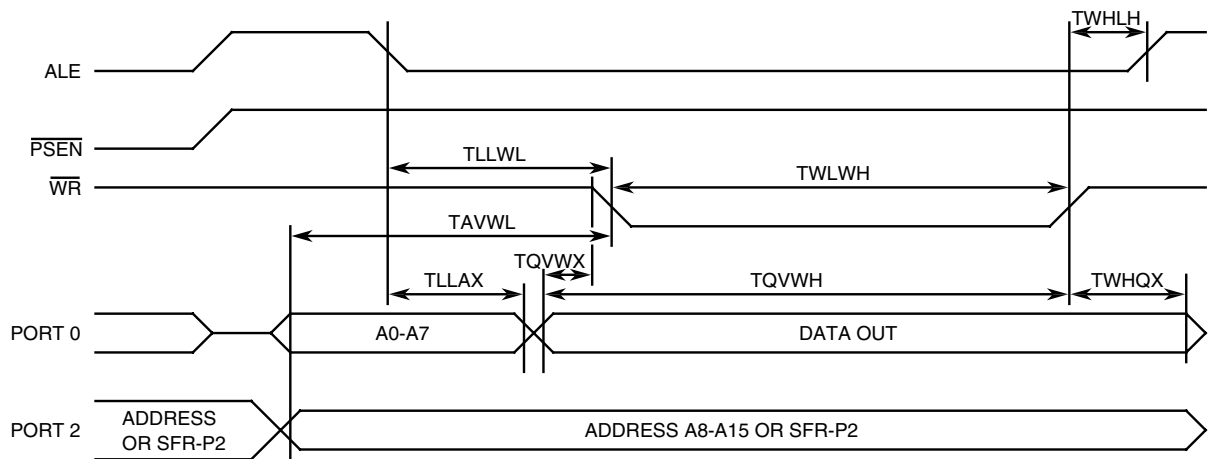 TWHLH
ALE
PSEN
TLLWL
TWLWH
WR
TAVWL
TQVWX
TLLAX
TQVWH
TWHQX
PORT 0
A0-A7
DATA OUT
PORT 2
ADDRESS
OR SFR-P2
ADDRESS A8-A15 OR SFR-P2